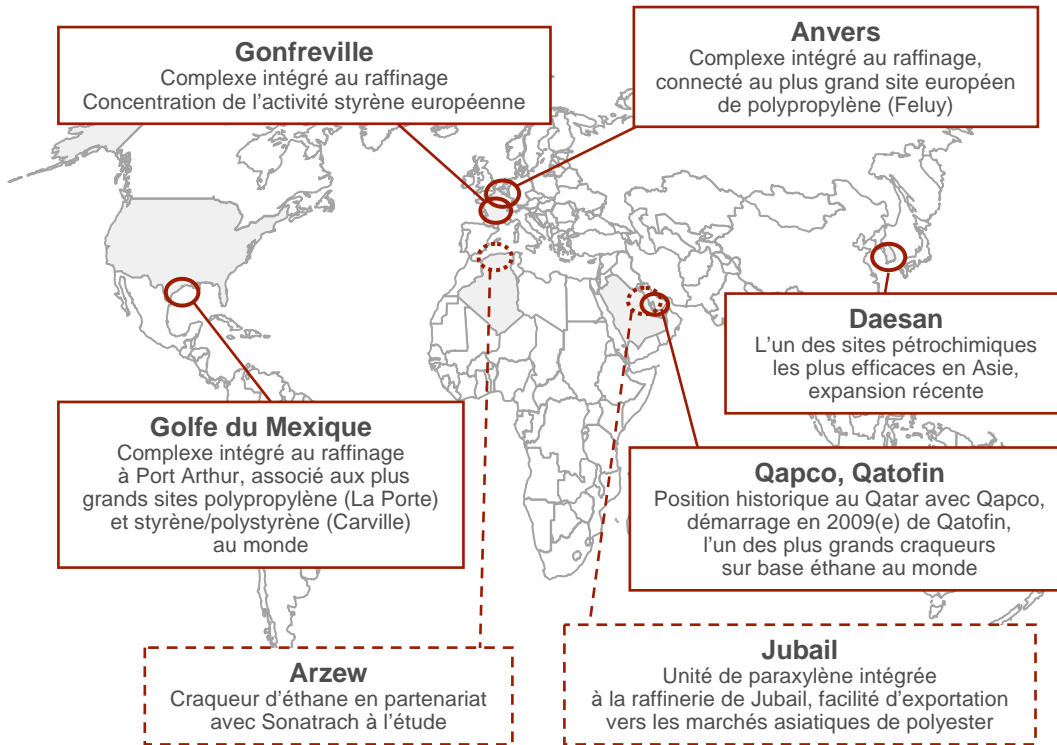 Gonfreville
Complexe intégré au raffinage
Concentration de l'activité styrène européenne
Anvers
Complexe intégré au raffinage,
connecté au plus grand site européen
de polypropylène (Feluy)
Daesan
L'un des sites pétrochimiques
les plus efficaces en Asie,
expansion récente
Golfe du Mexique
Complexe intégré au raffinage
à Port Arthur, associé aux plus
grands sites polypropylène (La Porte)
et styrène/polystyrène (Carville)
au monde
Qapco, Qatofin
Position historique au Qatar avec Qapco,
démarrage en 2009(e) de Qatofin,
l'un des plus grands craqueurs
sur base éthane au monde
Arzew
Craqueur d'éthane en partenariat
avec Sonatrach à l'étude
Jubail
Unité de paraxylène intégrée
à la raffinerie de Jubail, facilité d'exportation
vers les marchés asiatiques de polyester